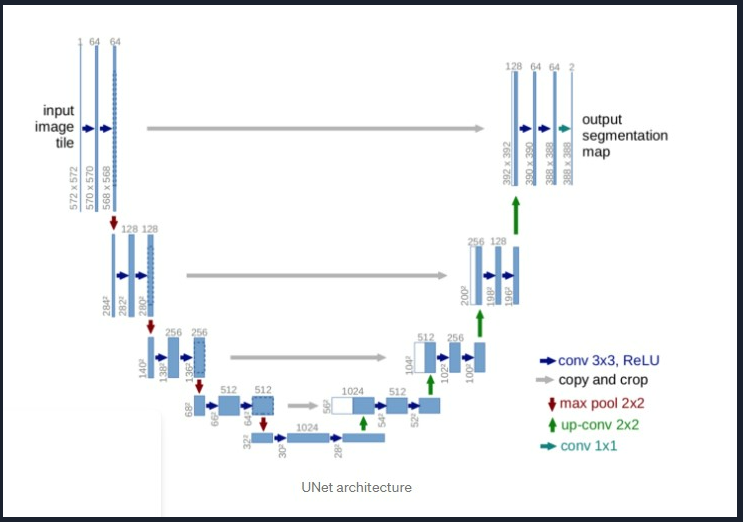 1 64 64
128 64 64 2
input
image
tile
output
segmentation
map
572 x 572
570 x 570
568 x 568
392 x 392
390 x 390
388 x 388
388 x 388
128 128
256 128
284²
282²
280²
200²
198²
196²
256 256
512 256
140²
138²
136²
104²
102²
100²
conv 3x3, ReLU
copy and crop
max pool 2x2
up-conv 2x2
conv 1x1
512 512
1024 512
68²
66²
64²
56²
54²
52²
1024
32²
30²
28²
UNet architecture